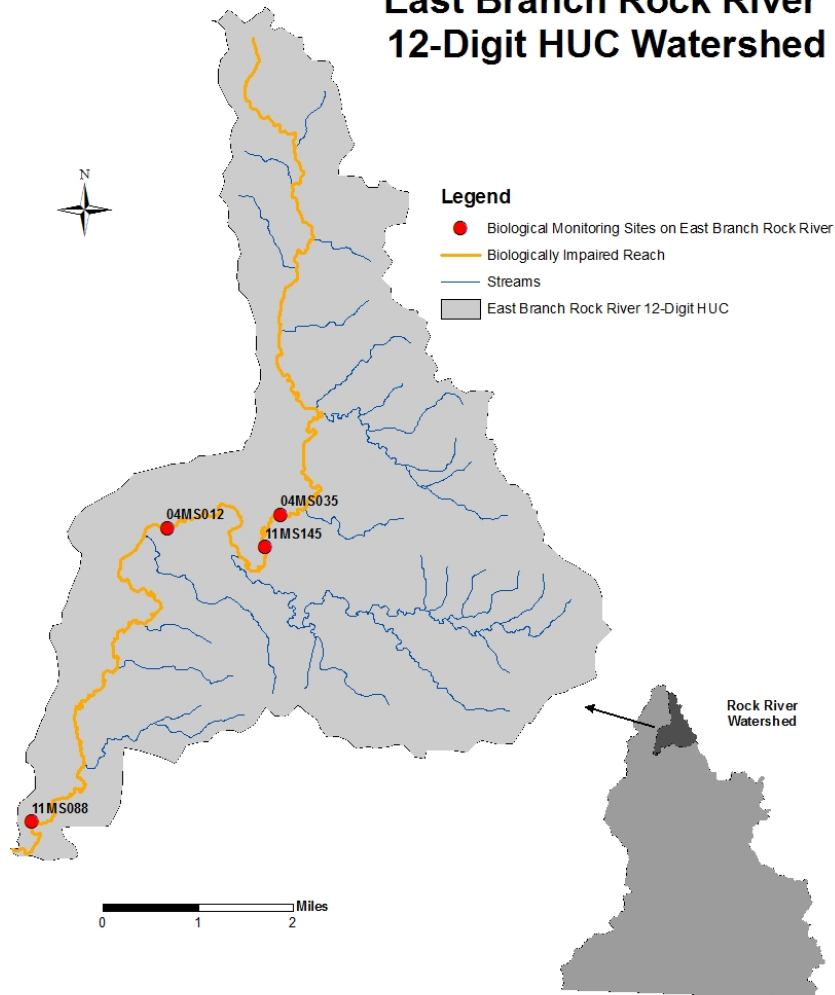 East Branch Rock River
12-Digit HUC Watershed
N
Legend
Biological Monitoring Sites on East Branch Rock River
Biologically Impaired Reach
Streams
East Branch Rock River 12-Digit HUC
04MS035
04MS012
11MS145
Rock River
Watershed
11MS088
Miles
0 1 2